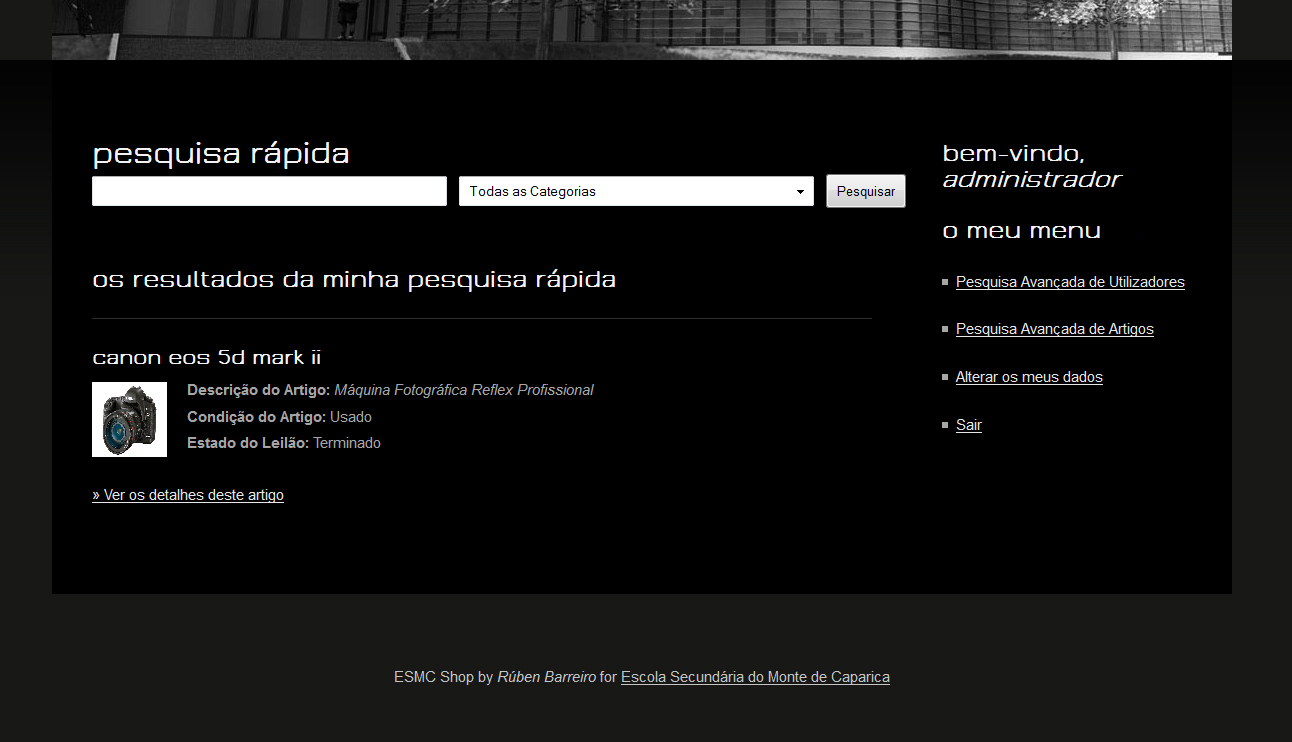 pesquisa rápida
Todas as Categorias
Pesquisar
os resultados da minha pesquisa rápida
canon eos 5d mark ii
Descrição do Artigo: Máquina Fotográfica Reflex Profissional
Condição do Artigo: Usado
Estado do Leilão: Terminado
» Ver os detalhes deste artigo
bem-vindo,
administrador
o meu menu
Pesquisa Avançada de Utilizadores
Pesquisa Avançada de Artigos
Alterar os meus dados
Sair
ESMC Shop by Rúben Barreiro for Escola Secundária do Monte de Caparica